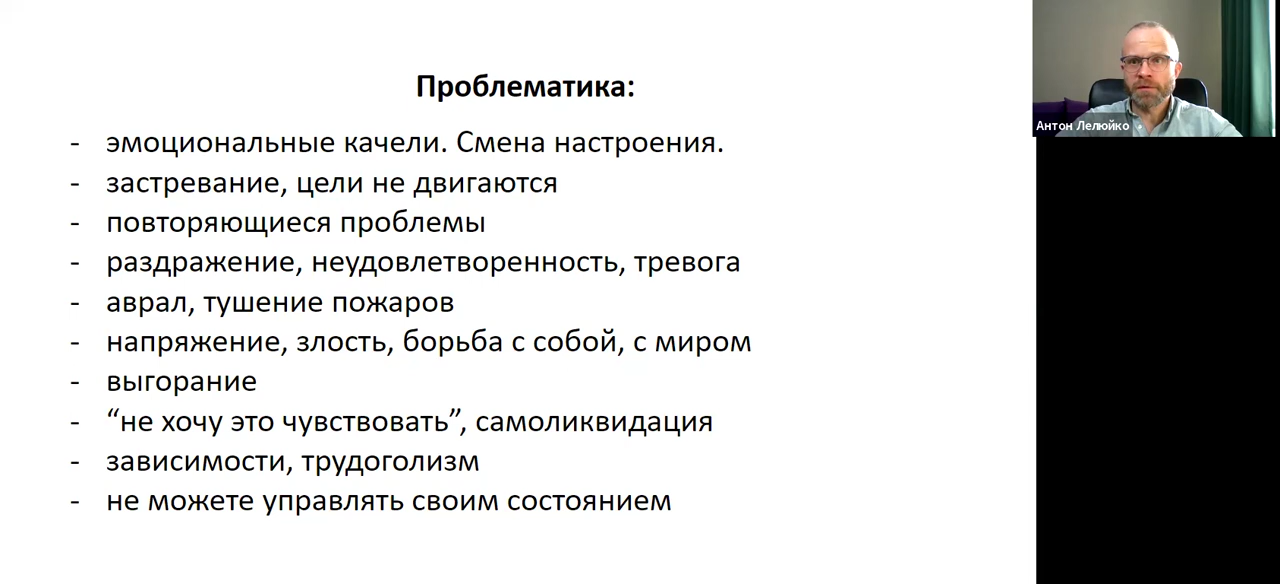 Проблематика:
- эмоциональные качели. Смена настроения.
- застревание, цели не двигаются
- повторяющиеся проблемы
- раздражение, неудовлетворенность, тревога
- аврал, тушение пожаров
- напряжение, злость, борьба с собой, с миром
- выгорание
- “не хочу это чувствовать”, самоликвидация
- зависимости, трудоголизм
- не можете управлять своим состоянием
Антон Лелюйко